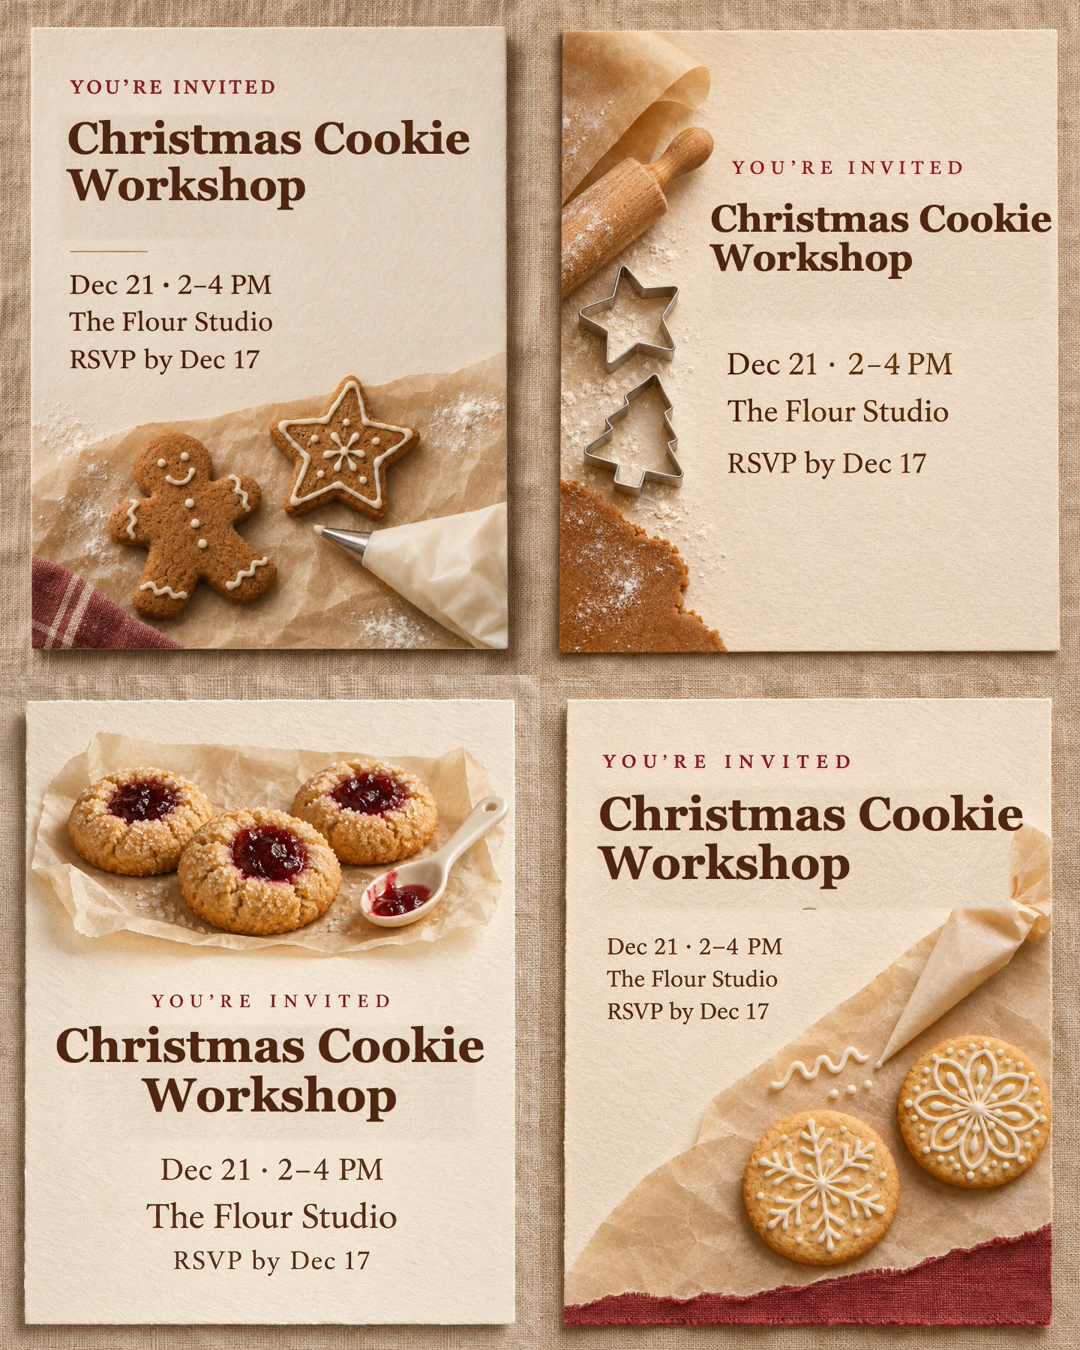 YOU'RE INVITED
Christmas Cookie
Workshop
Dec 21 · 2–4 PM
The Flour Studio
RSVP by Dec 17
YOU'RE INVITED
Christmas Cookie
Workshop
Dec 21 · 2–4 PM
The Flour Studio
RSVP by Dec 17
YOU'RE INVITED
Christmas Cookie
Workshop
Dec 21 · 2–4 PM
The Flour Studio
RSVP by Dec 17
YOU'RE INVITED
Christmas Cookie
Workshop
Dec 21 · 2–4 PM
The Flour Studio
RSVP by Dec 17